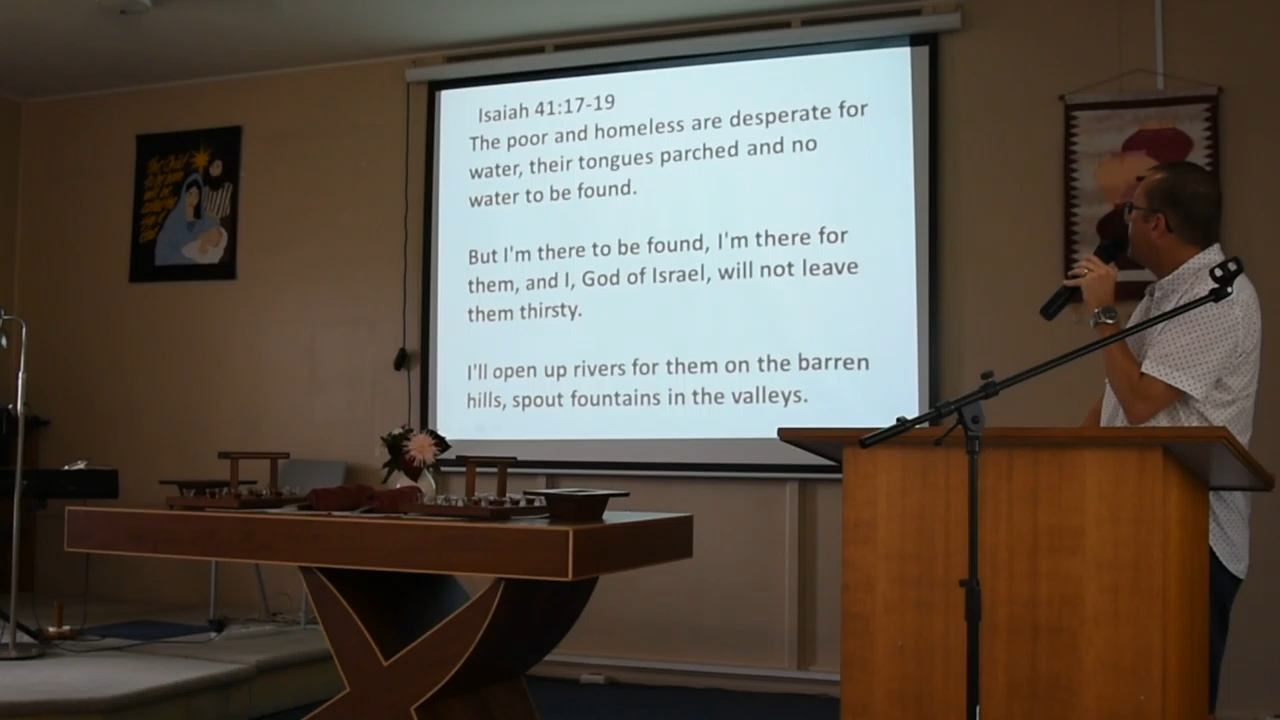 Isaiah 41:17-19
The poor and homeless are desperate for
water, their tongues parched and no
water to be found.
But I'm there to be found, I'm there for
them, and I, God of Israel, will not leave
them thirsty.
I'll open up rivers for them on the barren
hills, spout fountains in the valleys.